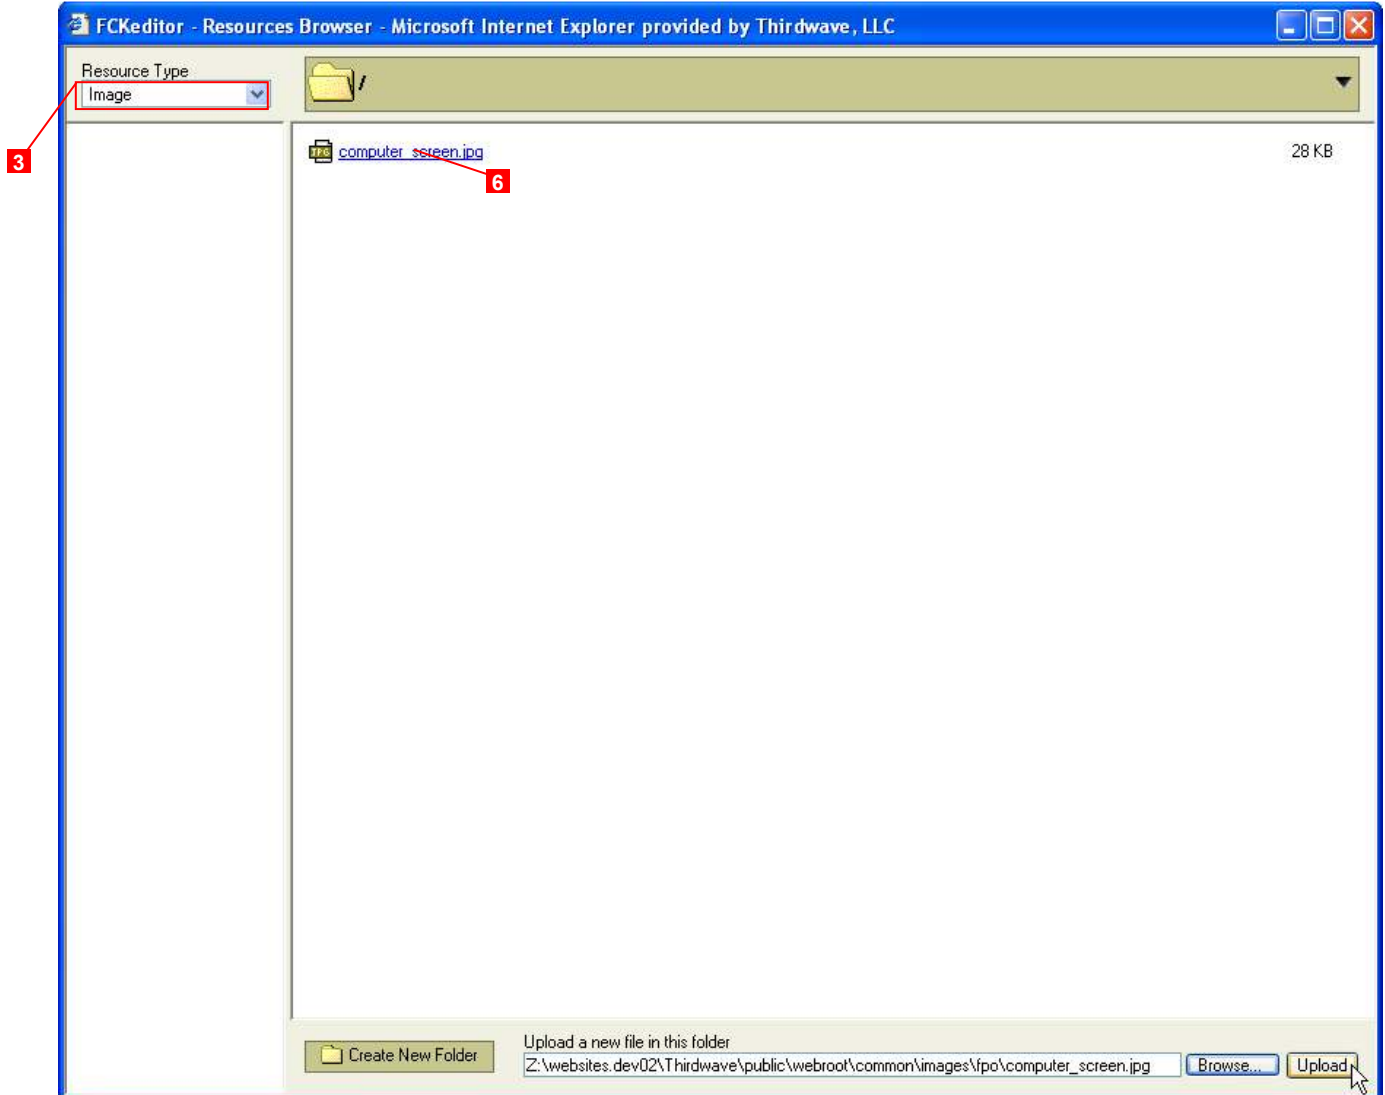 FCKeditor - Resources Browser - Microsoft Internet Explorer provided by Thirdwave, LLC
Resource Type
Image
/
3
computer_screen.jpg
28 KB
6
Create New Folder
Upload a new file in this folder
Z:\websites.dev02\Thirdwave\public\webroot\common\images\fpo\computer_screen.jpg
Browse...
Upload